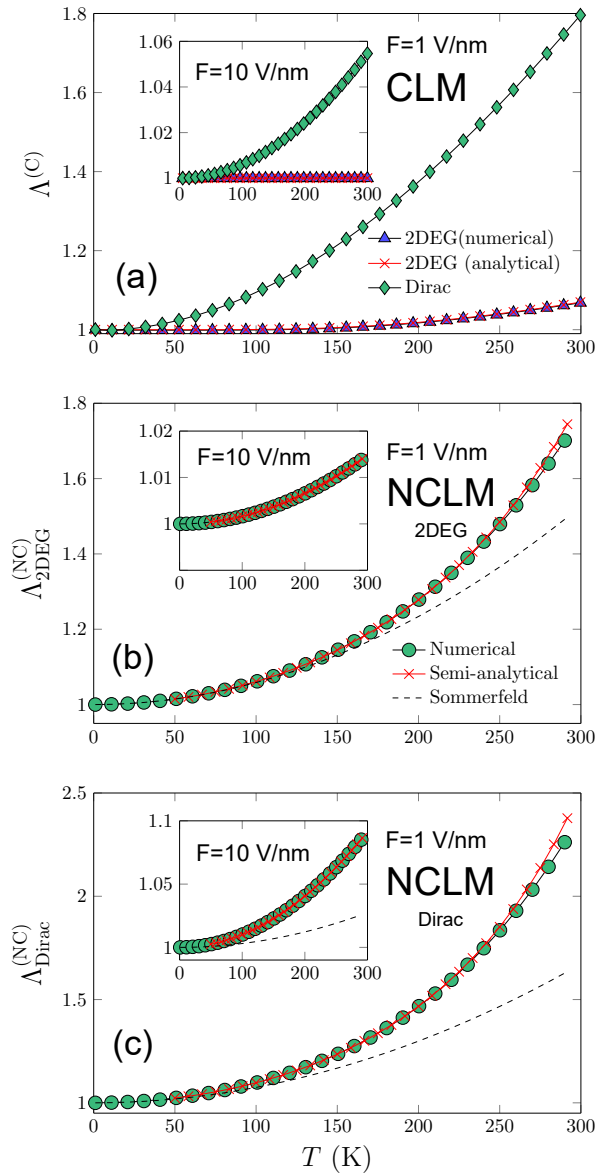 1.8
1.6
1.4
1.2
1
Λ^(C)
1.06
1.04
1.02
1
0 100 200 300
F=10 V/nm
F=1 V/nm
CLM
2DEG(numerical)
2DEG (analytical)
Dirac
(a)
0 50 100 150 200 250 300
1.8
1.6
1.4
1.2
1
Λ_2DEG^(NC)
1.02
1.01
1
0 100 200 300
F=10 V/nm
F=1 V/nm
NCLM
2DEG
Numerical
Semi-analytical
Sommerfeld
(b)
0 50 100 150 200 250 300
2.5
2
1.5
1
Λ_Dirac^(NC)
1.1
1.05
1
0 100 200 300
F=10 V/nm
F=1 V/nm
NCLM
Dirac
(c)
0 50 100 150 200 250 300
T (K)